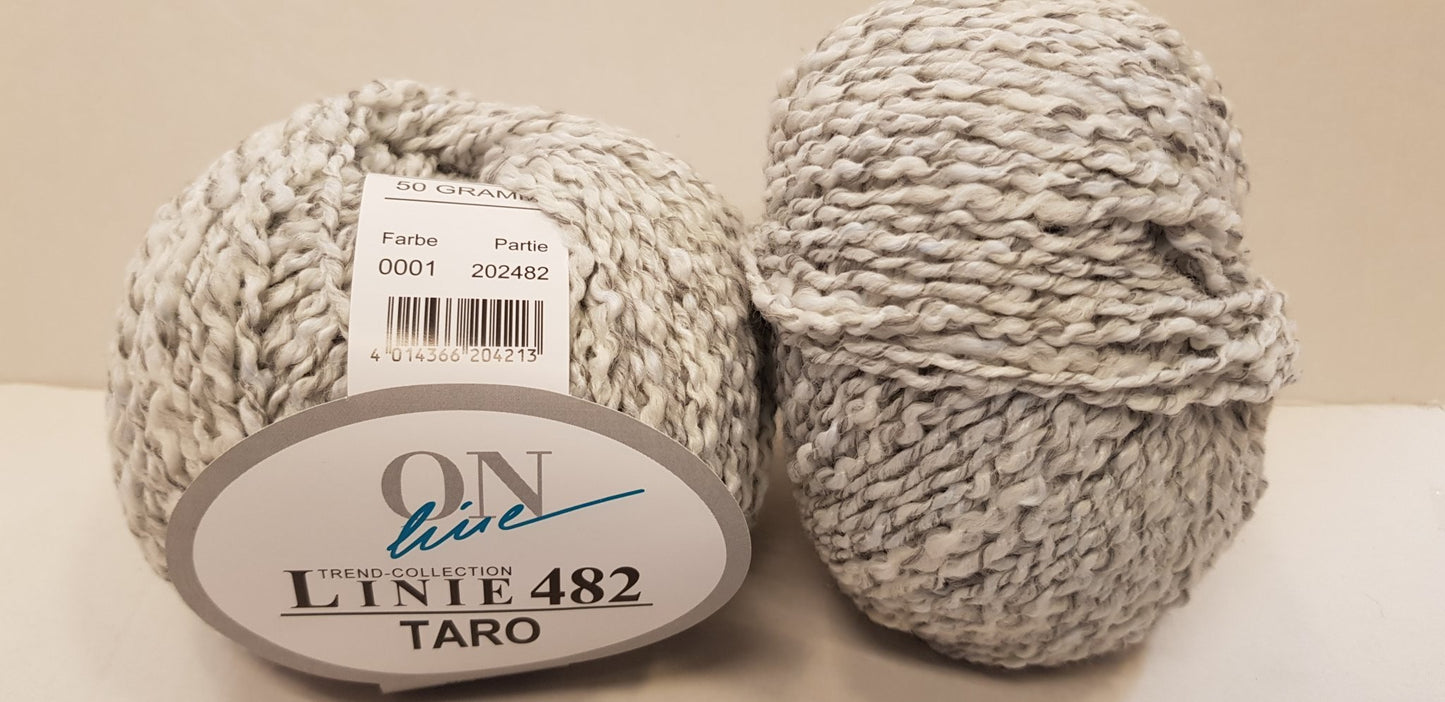 50 GRAMM
Farbe Partie
0001 202482
4 014366 204213
ON
line
TREND-COLLECTION
LINIE 482
TARO